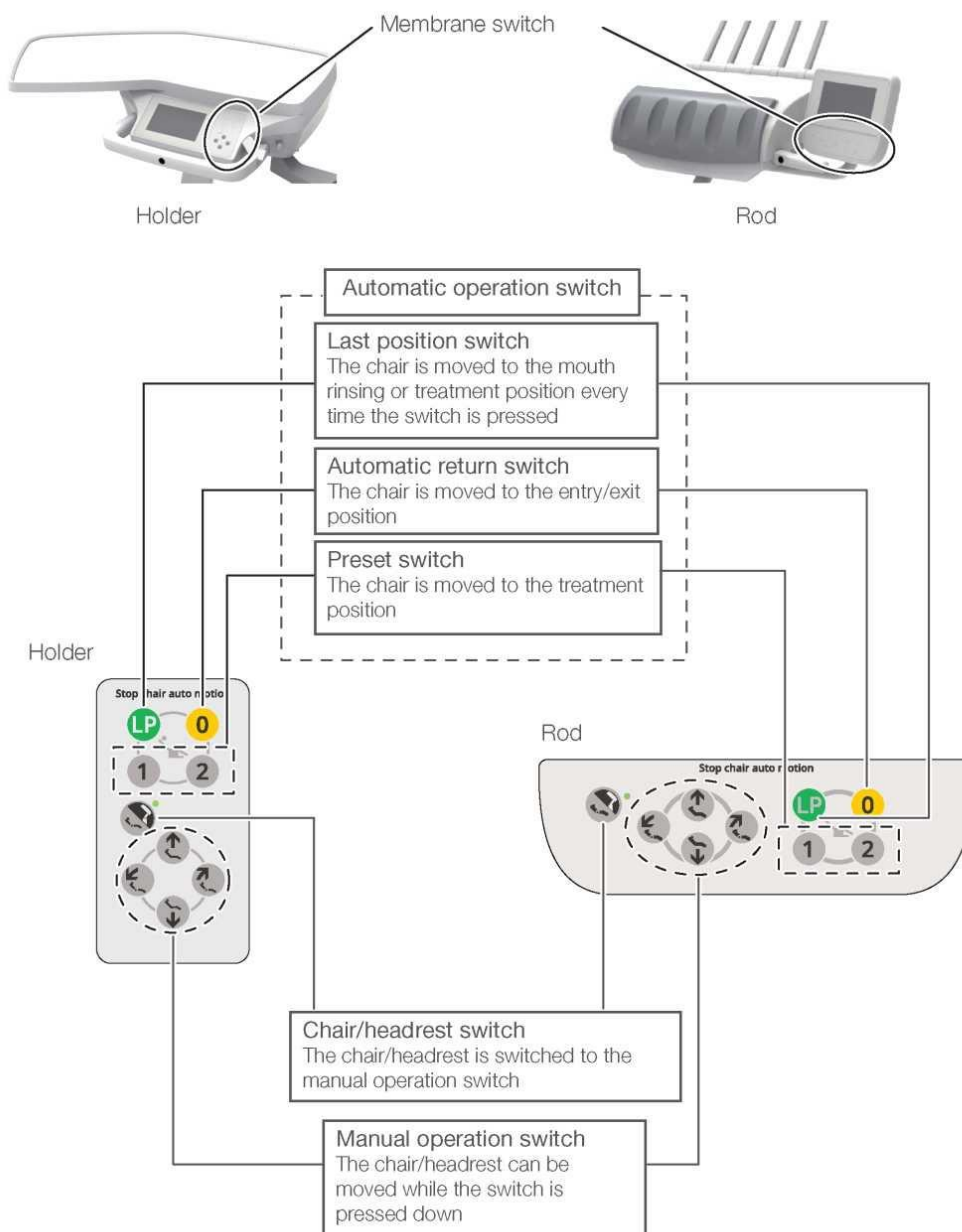 Membrane switch
Holder
Rod
Automatic operation switch
Last position switch
The chair is moved to the mouth
rinsing or treatment position every
time the switch is pressed
Automatic return switch
The chair is moved to the entry/exit
position
Preset switch
The chair is moved to the treatment
position
Holder
Stop chair auto motion
LP 0
1 2
Rod
Stop chair auto motion
LP 0
1 2
Chair/headrest switch
The chair/headrest is switched to the
manual operation switch
Manual operation switch
The chair/headrest can be
moved while the switch is
pressed down